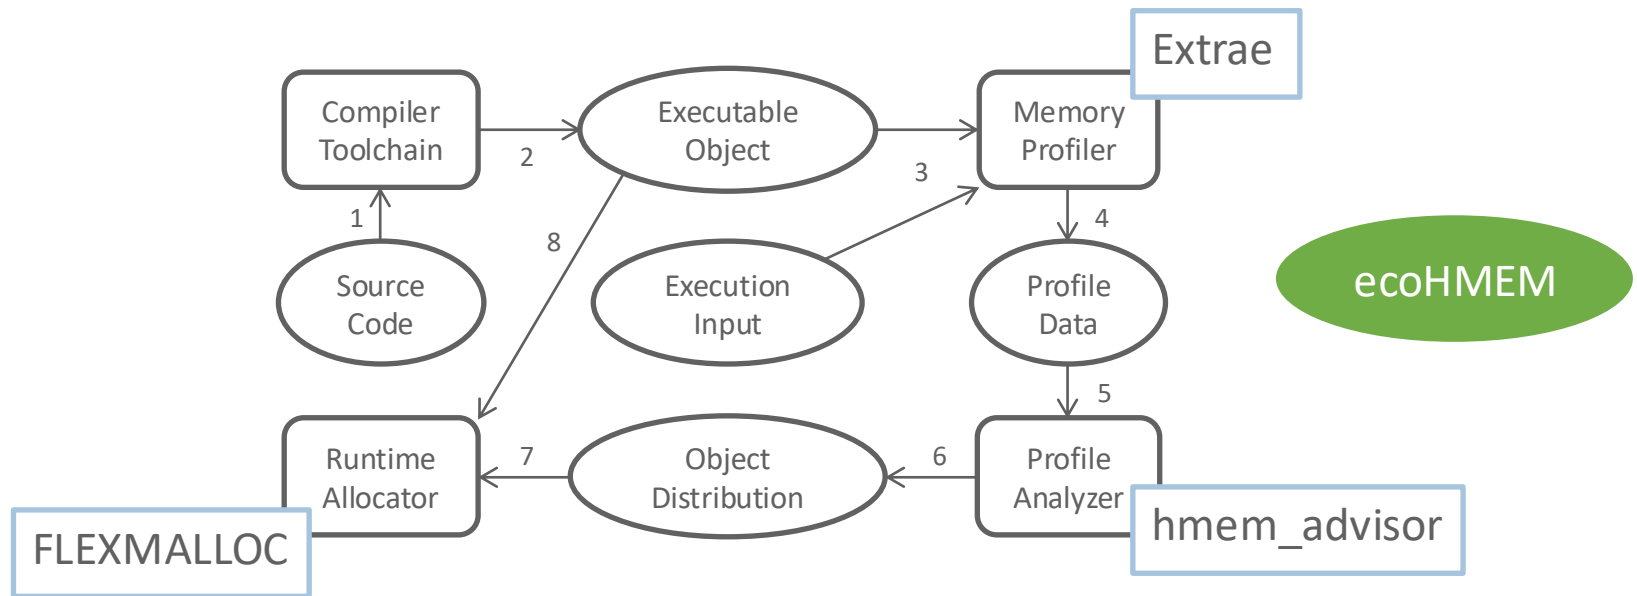 Extrae
Compiler
Toolchain
2
Executable
Object
Memory
Profiler
3
1
8
4
Source
Code
Execution
Input
Profile
Data
ecoHMEM
5
Runtime
Allocator
7
Object
Distribution
6
Profile
Analyzer
FLEXMALLOC
hmem_advisor